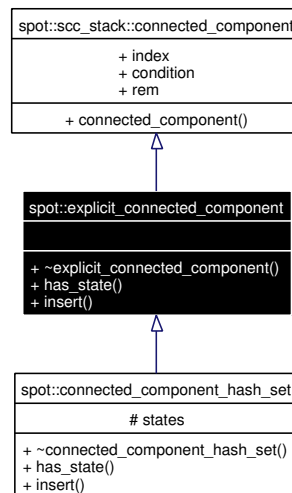 spot::scc_stack::connected_component
+ index
+ condition
+ rem
+ connected_component()
spot::explicit_connected_component
+ ~explicit_connected_component()
+ has_state()
+ insert()
spot::connected_component_hash_set
# states
+ ~connected_component_hash_set()
+ has_state()
+ insert()